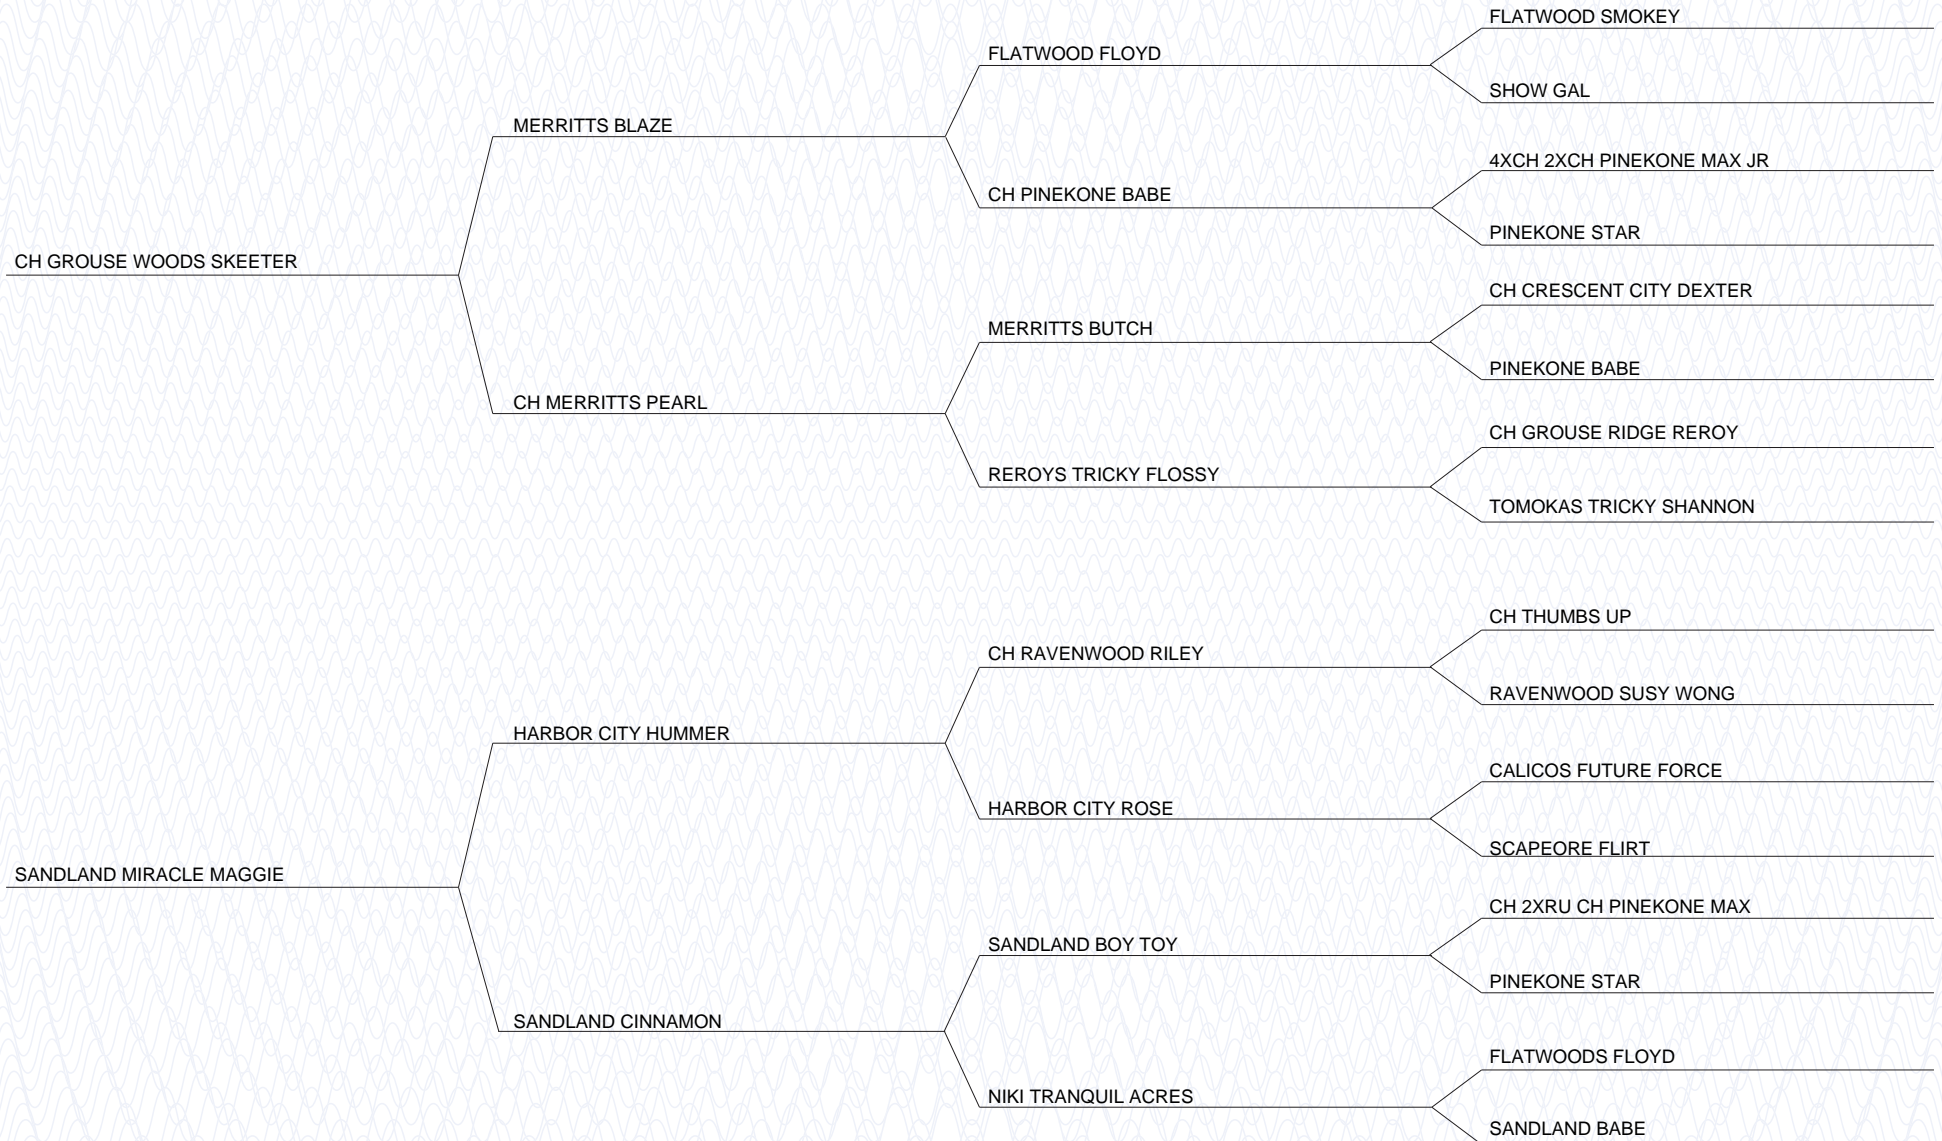 FLATWOOD SMOKEY
FLATWOOD FLOYD
SHOW GAL
MERRITTS BLAZE
4XCH 2XCH PINEKONE MAX JR
CH PINEKONE BABE
PINEKONE STAR
CH GROUSE WOODS SKEETER
CH CRESCENT CITY DEXTER
MERRITTS BUTCH
PINEKONE BABE
CH MERRITTS PEARL
CH GROUSE RIDGE REROY
REROYS TRICKY FLOSSY
TOMOKAS TRICKY SHANNON
CH THUMBS UP
CH RAVENWOOD RILEY
RAVENWOOD SUSY WONG
HARBOR CITY HUMMER
CALICOS FUTURE FORCE
HARBOR CITY ROSE
SCAPEORE FLIRT
SANDLAND MIRACLE MAGGIE
CH 2XRU CH PINEKONE MAX
SANDLAND BOY TOY
PINEKONE STAR
SANDLAND CINNAMON
FLATWOODS FLOYD
NIKI TRANQUIL ACRES
SANDLAND BABE